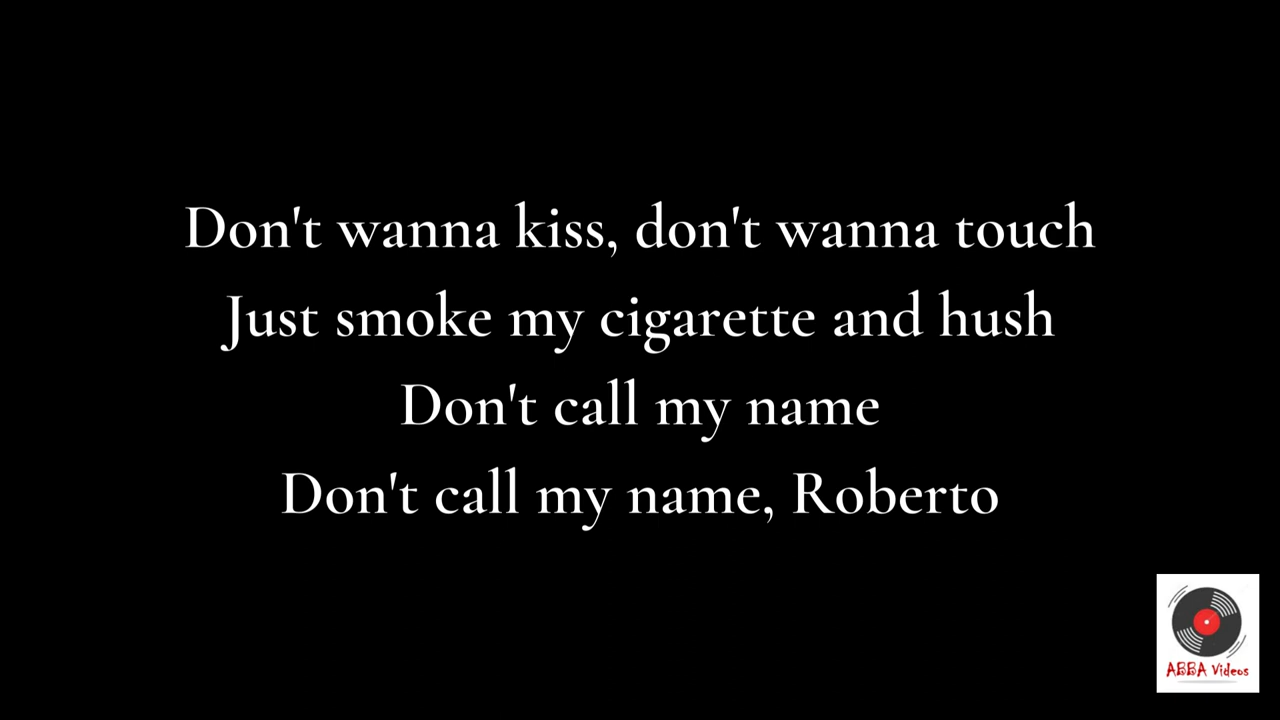 Don't wanna kiss, don't wanna touch
Just smoke my cigarette and hush
Don't call my name
Don't call my name, Roberto
ABBA Videos